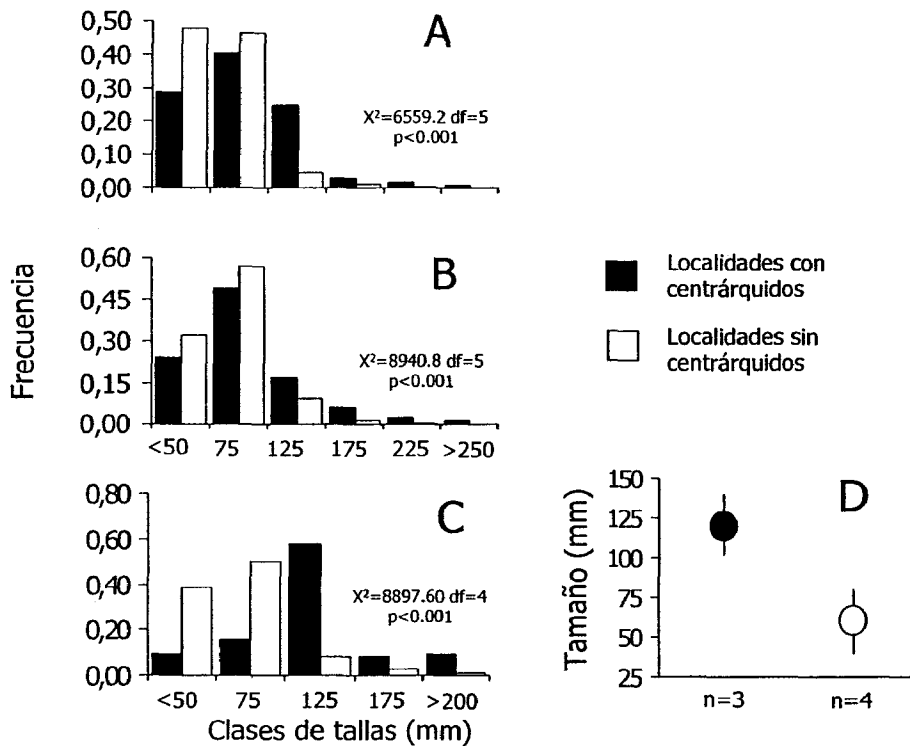 Frecuencia
0,50
0,40
0,30
0,20
0,10
0,00
A
X²=6559.2 df=5
p<0.001
0,60
0,45
0,30
0,15
0,00
B
X²=8940.8 df=5
p<0.001
<50 75 125 175 225 >250
Localidades con
centrárquidos
Localidades sin
centrárquidos
0,80
0,60
0,40
0,20
0,00
C
X²=8897.60 df=4
p<0.001
<50 75 125 175 >200
Clases de tallas (mm)
Tamaño (mm)
150
125
100
75
50
25
D
n=3 n=4